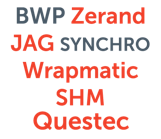 BWP Zerand
JAG SYNCHRO
Wrapmatic
SHM
Questec